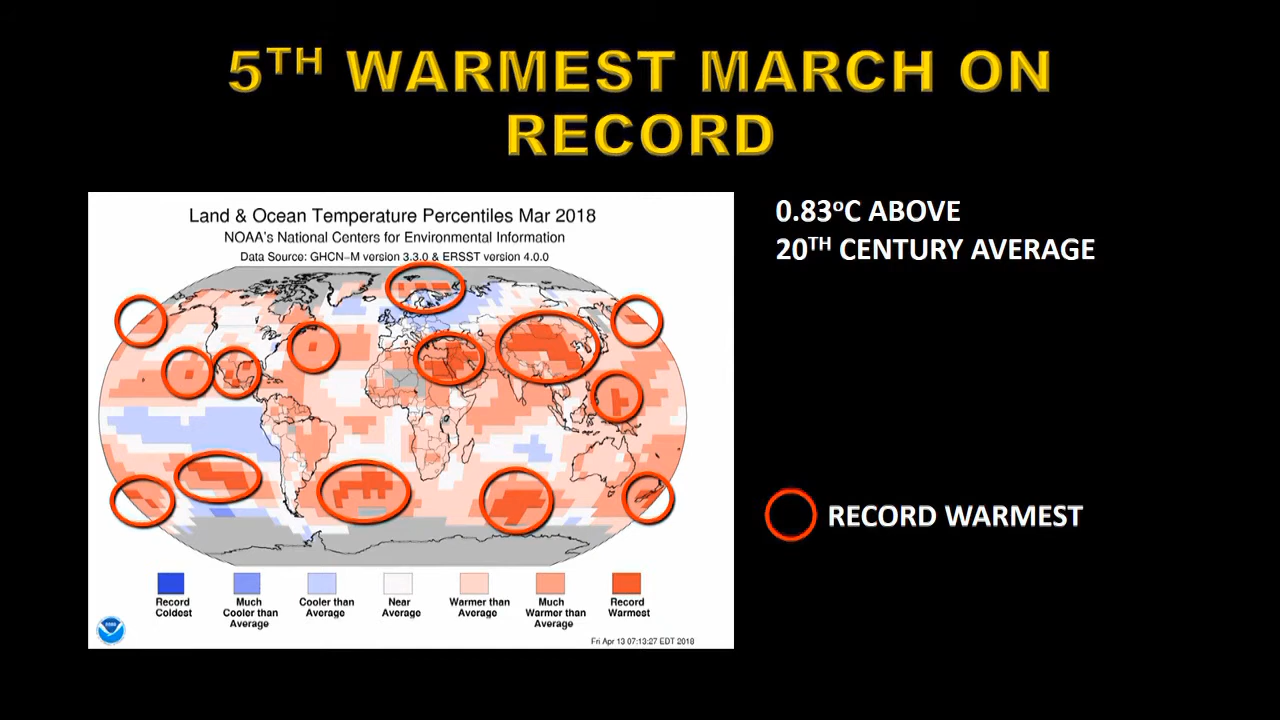 5TH WARMEST MARCH ON
RECORD
Land & Ocean Temperature Percentiles Mar 2018
NOAA's National Centers for Environmental Information
Data Source: GHCN–M version 3.3.0 & ERSST version 4.0.0
0.83ºC ABOVE
20TH CENTURY AVERAGE
RECORD WARMEST
Record
Coldest
Much
Cooler than
Average
Cooler than
Average
Near
Average
Warmer than
Average
Much
Warmer than
Average
Record
Warmest
Fri Apr 13 07:13:27 EDT 2018